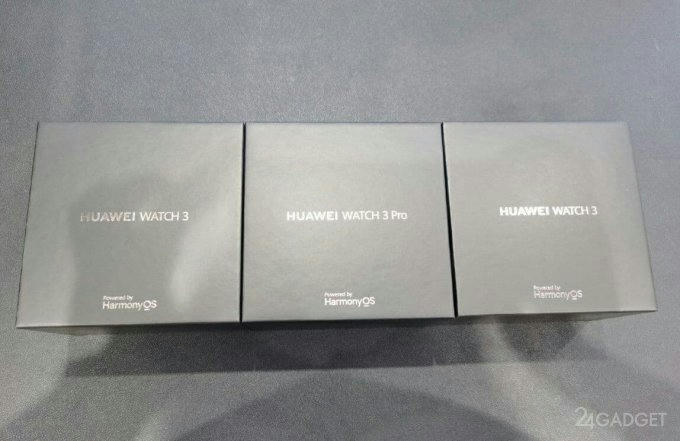 HUAWEI WATCH 3
Powered by
HarmonyOS
HUAWEI WATCH 3 Pro
Powered by
HarmonyOS
HUAWEI WATCH 3
Powered by
HarmonyOS
24GADGET